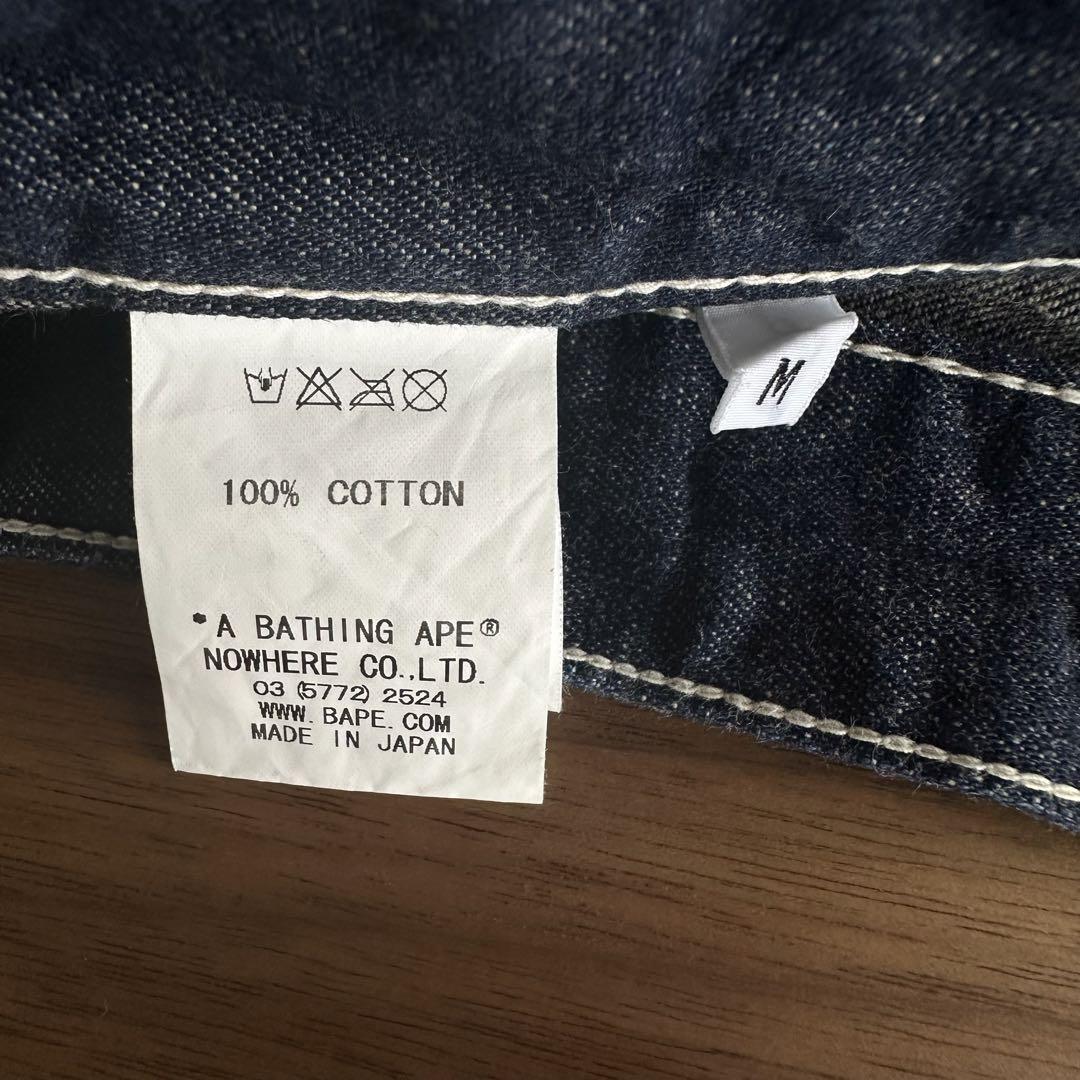 M
100% COTTON
*A BATHING APE®
NOWHERE CO.,LTD.
03 (5772) 2524
WWW. BAPE. COM
MADE IN JAPAN